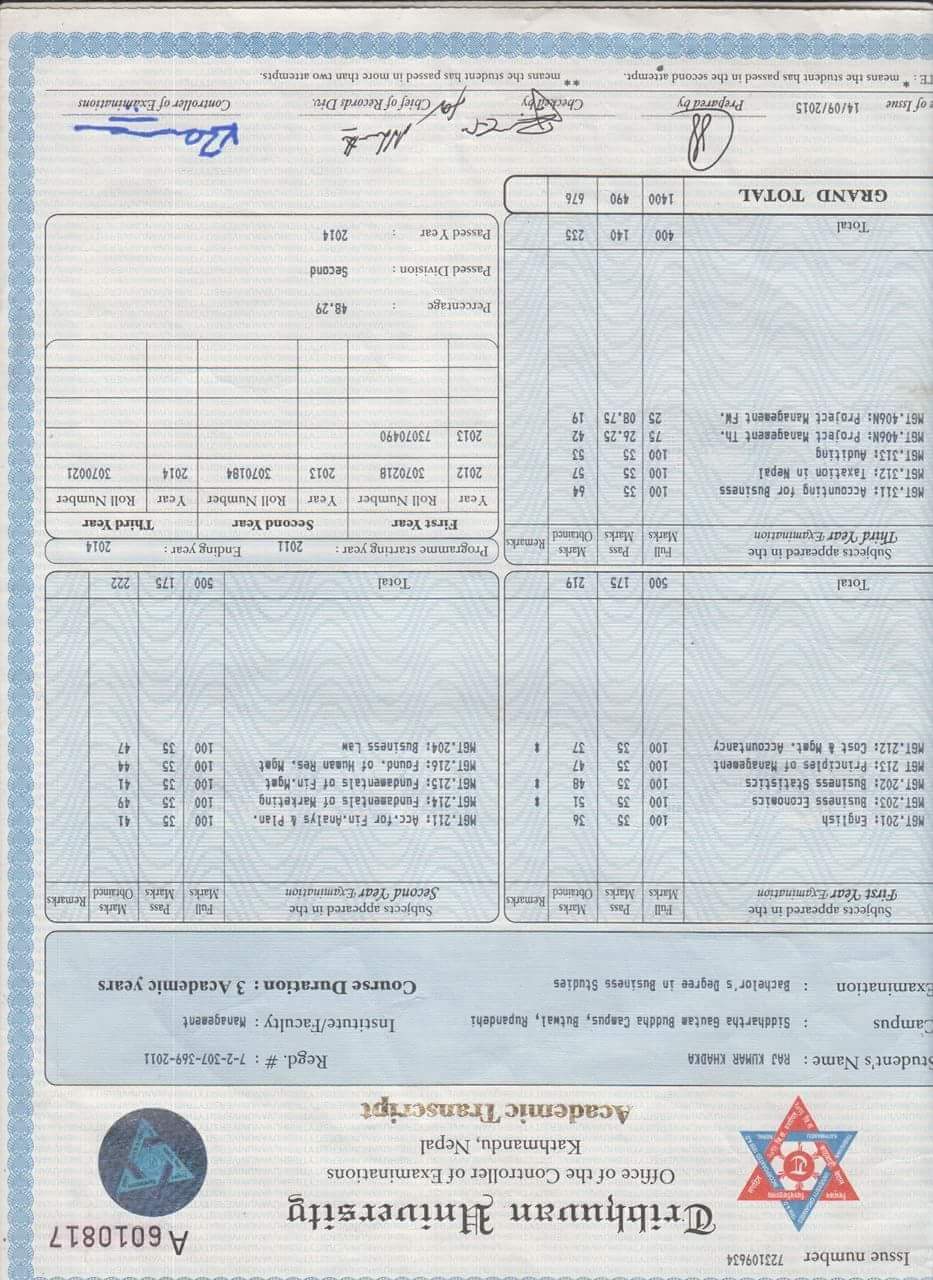 Issue number 723109634
A 6010817
Tribhuvan University
Office of the Controller of Examinations
Kathmandu, Nepal
Academic Transcript
Student's Name : RAJ KUMAR KHADKA
Regd. # : 7-2-307-369-2011
Campus : Siddhartha Gautam Buddha Campus, Butwal, Rupandehi
Institute/Faculty : Management
Examination : Bachelor's Degree in Business Studies
Course Duration : 3 Academic years
Subjects appeared in the First Year Examination Full Marks Pass Marks Marks Obtained Remarks
MGT.201: English 100 35 36
MGT.203: Business Economics 100 35 51 *
MGT.202: Business Statistics 100 35 48 *
MGT 213: Principles of Management 100 35 47
MGT.212: Cost & Mgmt. Accountancy 100 35 37 *
Total 500 175 219
Subjects appeared in the Second Year Examination Full Marks Pass Marks Marks Obtained Remarks
MGT.211: Acc.for Fin.Analys & Plan. 100 35 41
MGT.214: Fundamentals of Marketing 100 35 49
MGT.215: Fundamentals of Fin.Mgmt 100 35 41
MGT.216: Found. of Human Res. Mgmt 100 35 44
MGT.204: Business Law 100 35 47
Total 500 175 222
Subjects appeared in the Third Year Examination Full Marks Pass Marks Marks Obtained Remarks
MGT.311: Accounting for Business 100 35 64
MGT.312: Taxation in Nepal 100 35 57
MGT.313: Auditing 100 35 53
MGT.406N: Project Management Th. 75 26.25 42
MGT.406N: Project Management FW. 25 08.75 19
Total 400 140 235
GRAND TOTAL 1400 490 676
Programme starting year : 2011 Ending year : 2014
First Year Second Year Third Year
Year Roll Number Year Roll Number Year Roll Number
2012 3070218 2013 3070184 2014 3070021
2013 73070490
Percentage : 48.29
Passed Division : Second
Passed Year : 2014
e of Issue 14/09/2015
Prepared by
Checked by
for Chief of Records Div.
Controller of Examinations
TE : * means the student has passed in the second attempt. ** means the student has passed in more than two attempts.